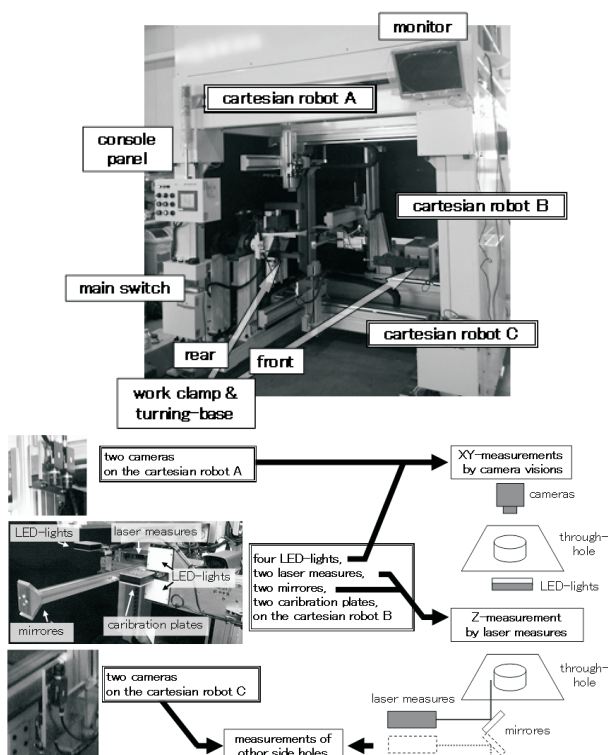 monitor
cartesian robot A
console
panel
cartesian robot B
main switch
cartesian robot C
rear
front
work clamp &
turning-base
two cameras
on the cartesian robot A
XY-measurements
by camera visions
cameras
LED-lights
laser measures
LED-lights
mirrores
caribration plates
four LED-lights,
two laser measures,
two mirrores,
two caribration plates,
on the cartesian robot B
through-
hole
LED-lights
Z-measurement
by laser measures
two cameras
on the cartesian robot C
through-
hole
laser measures
mirrores
measurements of
othor side holes